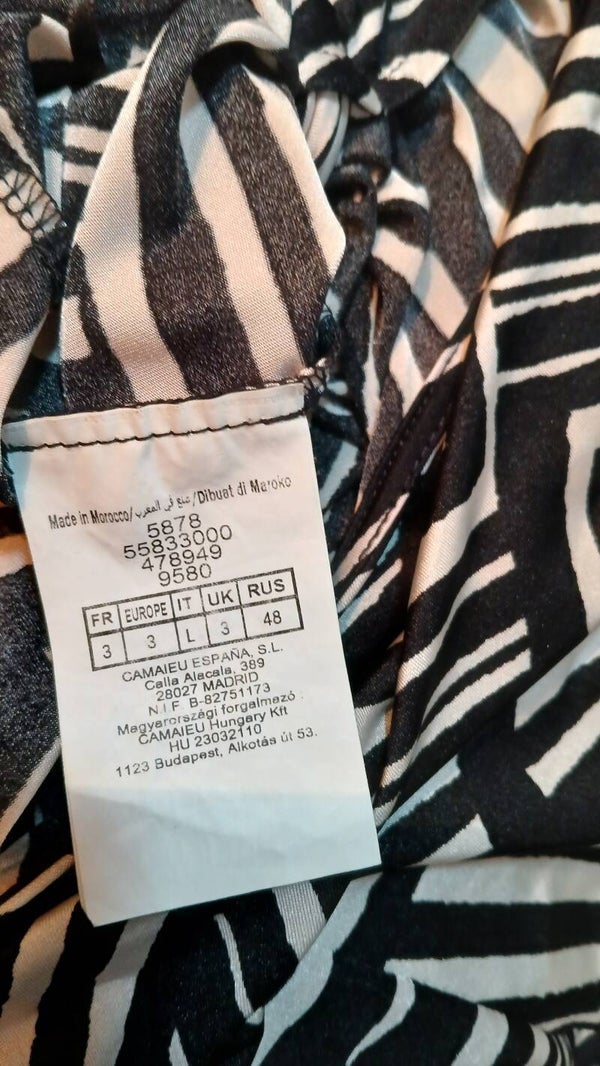 Made in Morocco/صنع في المغرب/Dibuat di Maroko
5878
55833000
478949
9580
FR EUROPE IT UK RUS
3 3 L 3 48
CAMAIEU ESPAÑA, S.L.
Calla Alacala, 389
28027 MADRID
N.I.F B-82751173
Magyarországi forgalmazó :
CAMAIEU Hungary Kft
HU 23032110
1123 Budapest, Alkotás út 53.